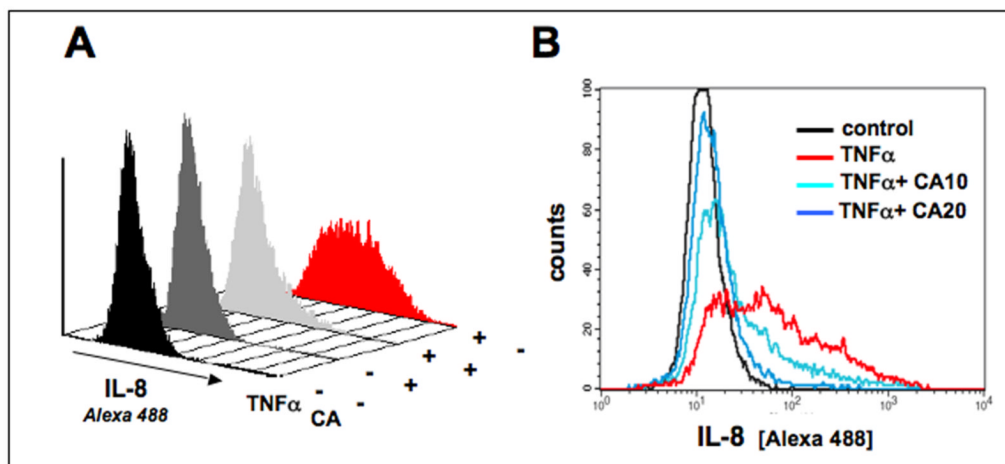 A
IL-8
Alexa 488
TNFα - - + +
CA - + + -
B
control
TNFα
TNFα+ CA10
TNFα+ CA20
counts
100
80
60
40
20
0
10⁰ 10¹ 10² 10³ 10⁴
IL-8 [Alexa 488]